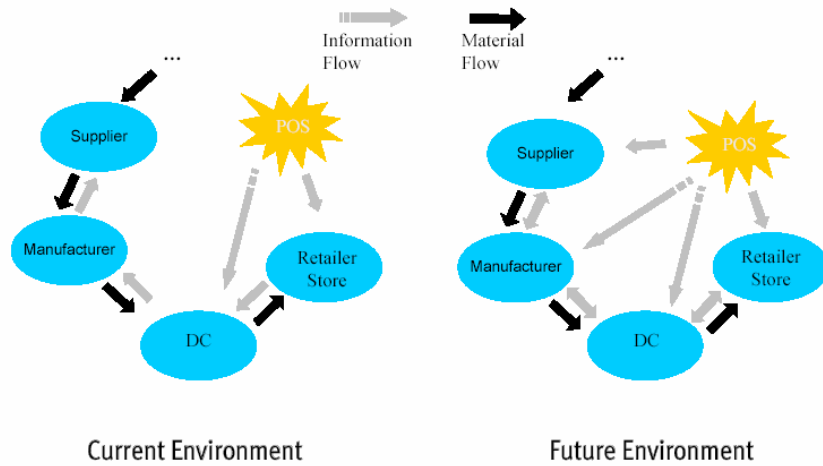 Information
Flow
Material
Flow
...
Supplier
POS
Manufacturer
Retailer
Store
DC
Current Environment
...
Supplier
POS
Manufacturer
Retailer
Store
DC
Future Environment